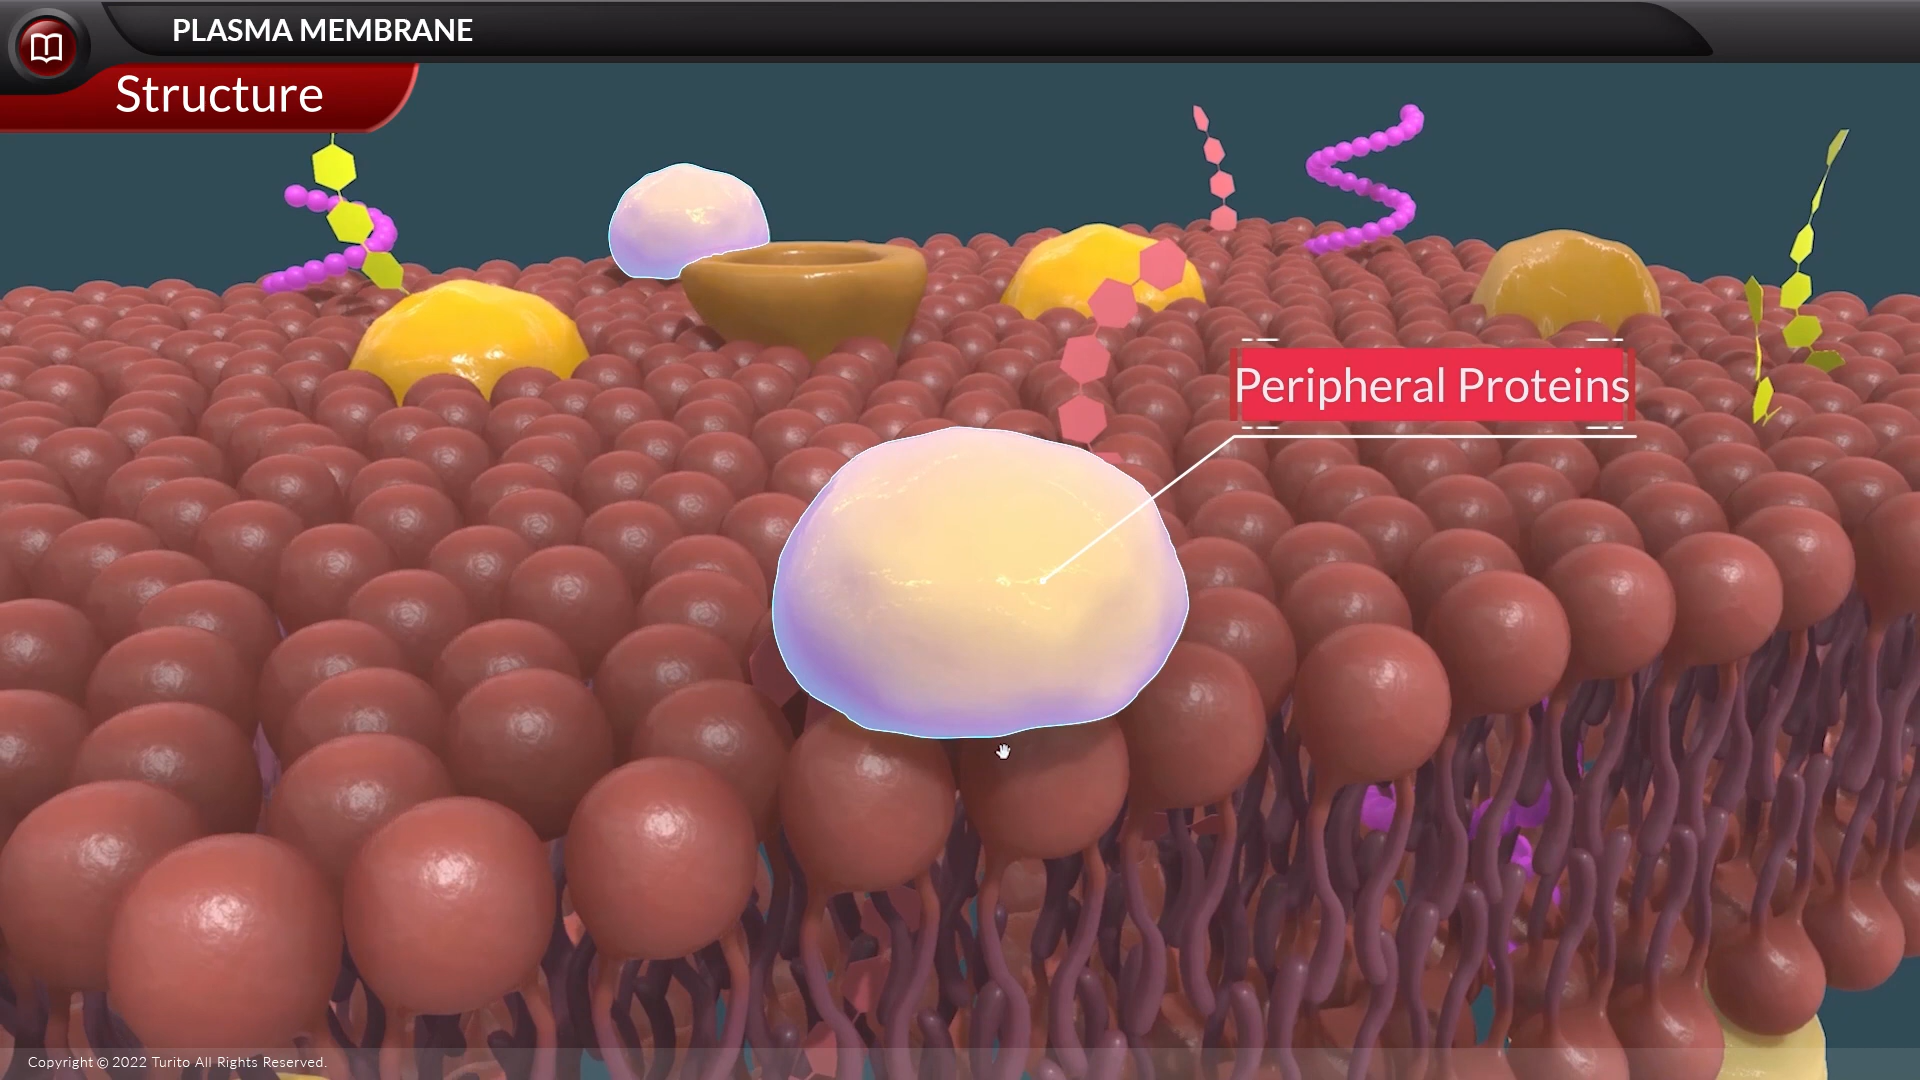 PLASMA MEMBRANE
Structure
Peripheral Proteins
Copyright © 2022 Turito All Rights Reserved.